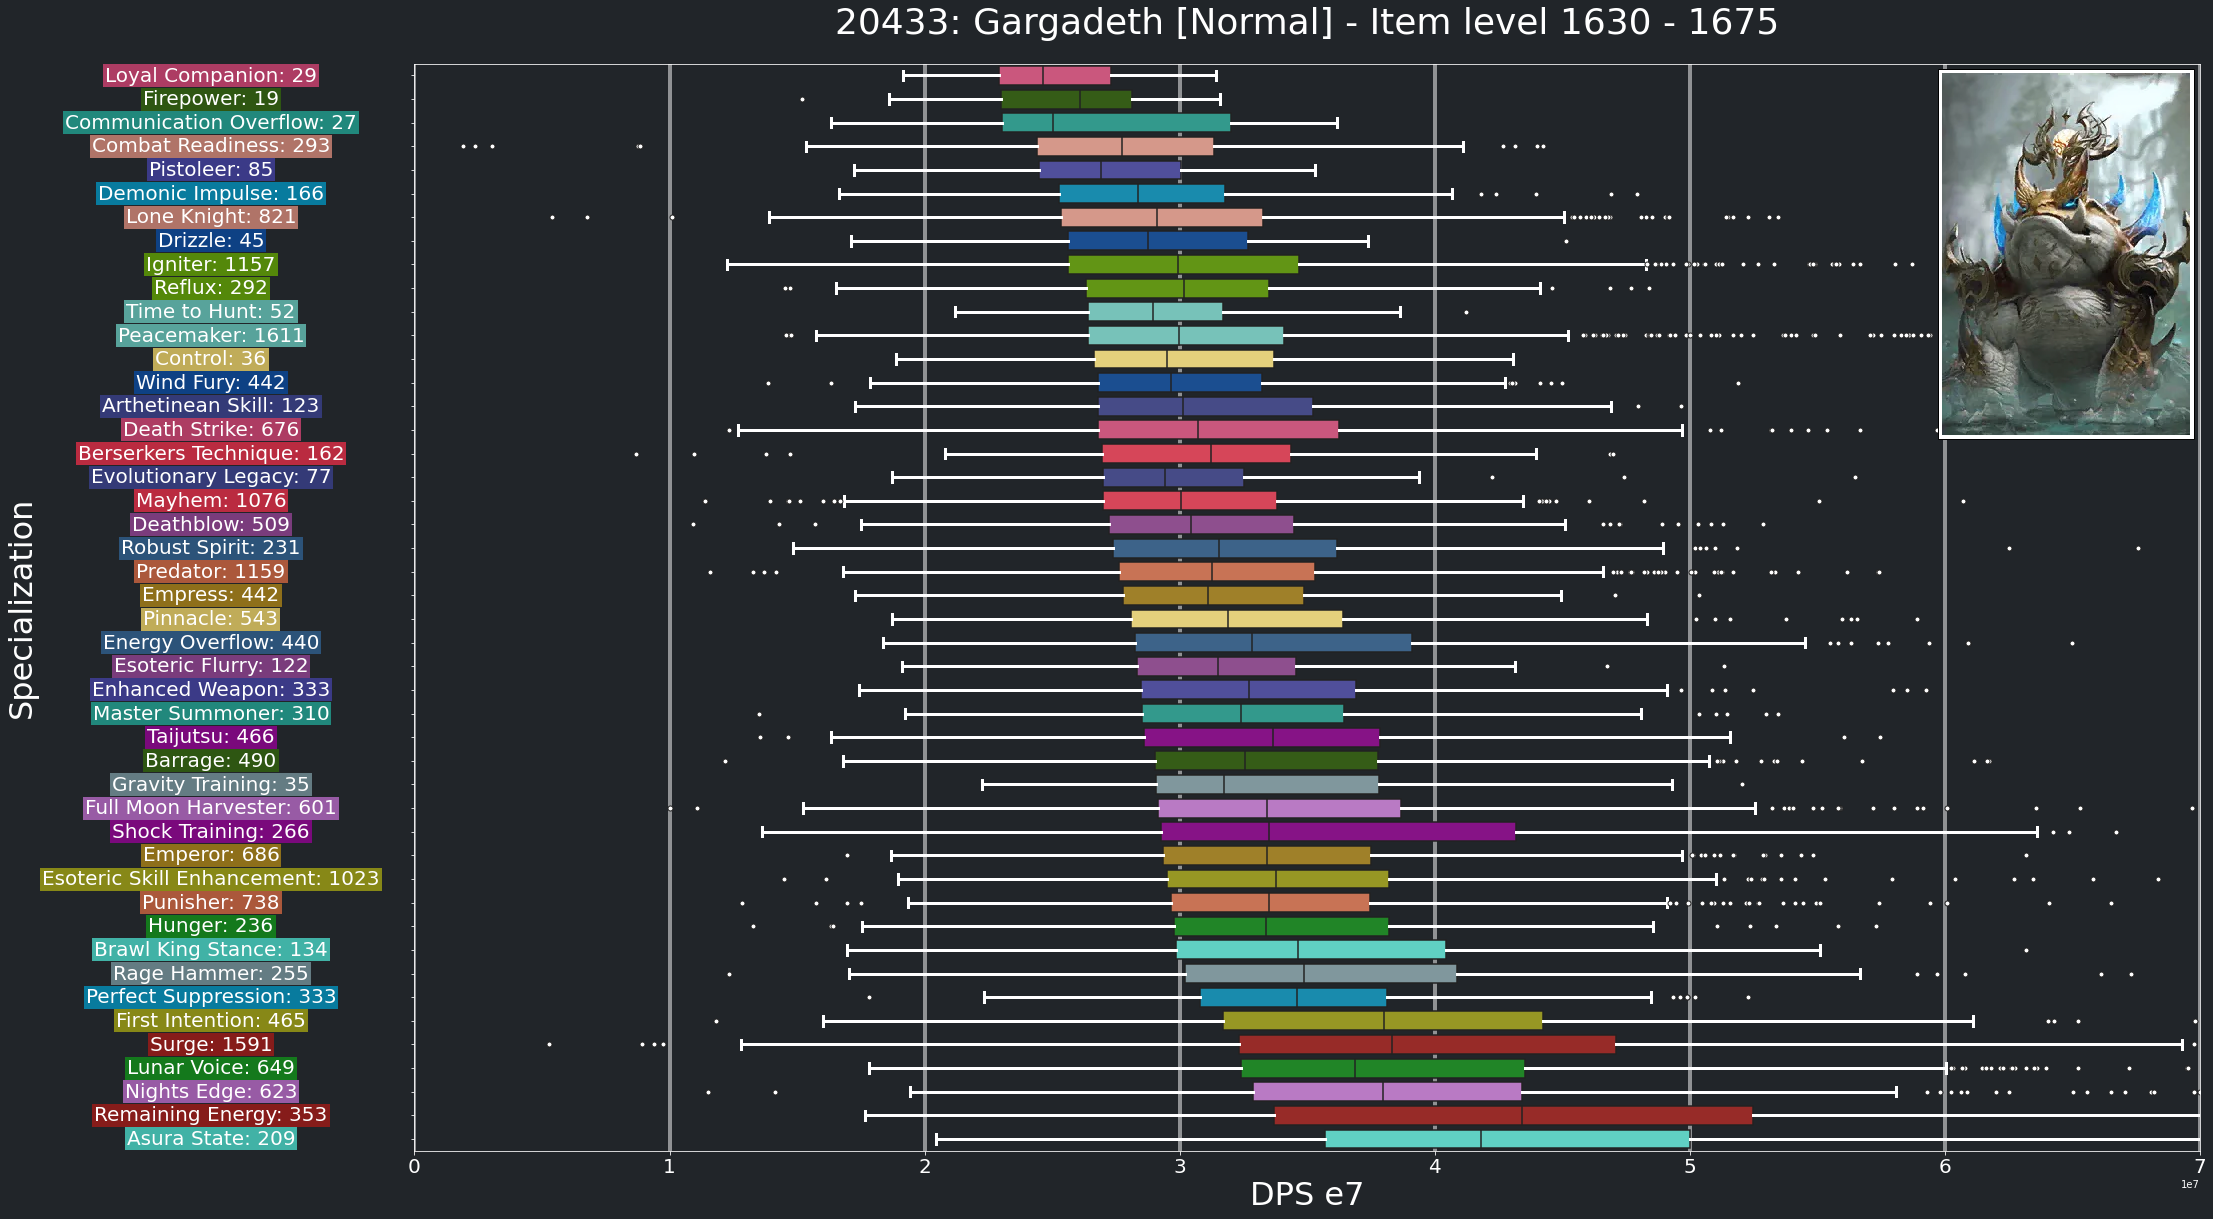 20433: Gargadeth [Normal] - Item level 1630 - 1675
Specialization
Loyal Companion: 29
Firepower: 19
Communication Overflow: 27
Combat Readiness: 293
Pistoleer: 85
Demonic Impulse: 166
Lone Knight: 821
Drizzle: 45
Igniter: 1157
Reflux: 292
Time to Hunt: 52
Peacemaker: 1611
Control: 36
Wind Fury: 442
Arthetinean Skill: 123
Death Strike: 676
Berserkers Technique: 162
Evolutionary Legacy: 77
Mayhem: 1076
Deathblow: 509
Robust Spirit: 231
Predator: 1159
Empress: 442
Pinnacle: 543
Energy Overflow: 440
Esoteric Flurry: 122
Enhanced Weapon: 333
Master Summoner: 310
Taijutsu: 466
Barrage: 490
Gravity Training: 35
Full Moon Harvester: 601
Shock Training: 266
Emperor: 686
Esoteric Skill Enhancement: 1023
Punisher: 738
Hunger: 236
Brawl King Stance: 134
Rage Hammer: 255
Perfect Suppression: 333
First Intention: 465
Surge: 1591
Lunar Voice: 649
Nights Edge: 623
Remaining Energy: 353
Asura State: 209
0 1 2 3 4 5 6 7
1e7
DPS e7